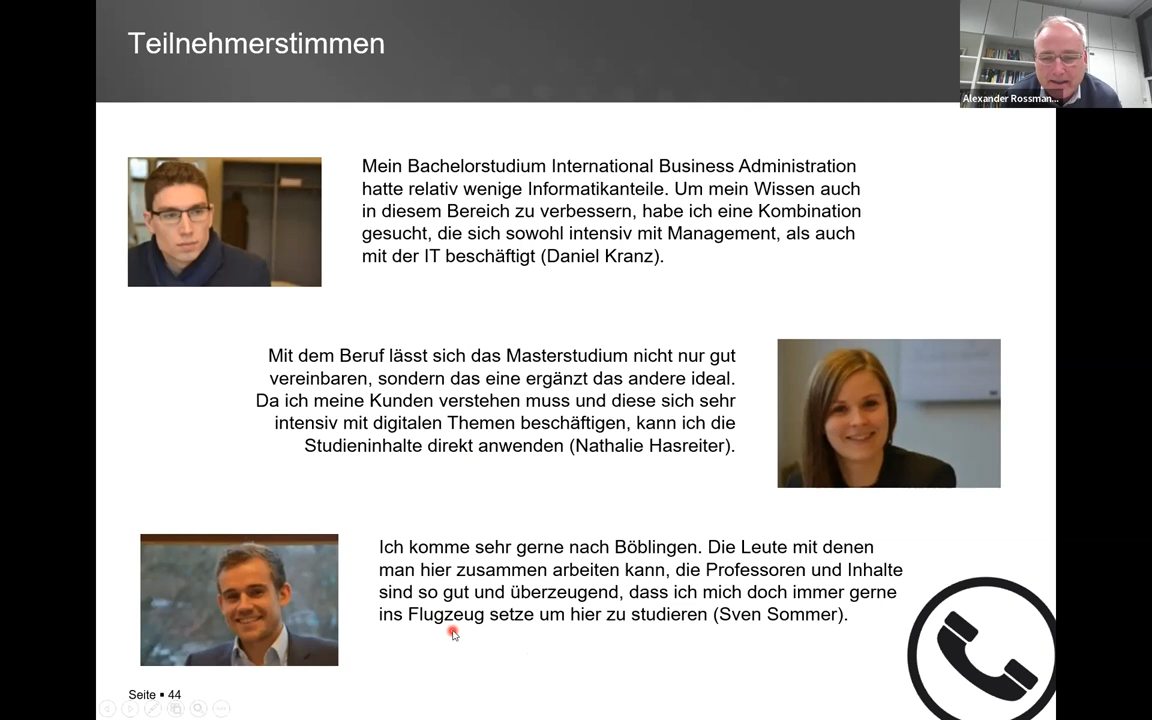 Teilnehmerstimmen
Alexander Rossman...
Mein Bachelorstudium International Business Administration
hatte relativ wenige Informatikanteile. Um mein Wissen auch
in diesem Bereich zu verbessern, habe ich eine Kombination
gesucht, die sich sowohl intensiv mit Management, als auch
mit der IT beschäftigt (Daniel Kranz).
Mit dem Beruf lässt sich das Masterstudium nicht nur gut
vereinbaren, sondern das eine ergänzt das andere ideal.
Da ich meine Kunden verstehen muss und diese sich sehr
intensiv mit digitalen Themen beschäftigen, kann ich die
Studieninhalte direkt anwenden (Nathalie Hasreiter).
Ich komme sehr gerne nach Böblingen. Die Leute mit denen
man hier zusammen arbeiten kann, die Professoren und Inhalte
sind so gut und überzeugend, dass ich mich doch immer gerne
ins Flugzeug setze um hier zu studieren (Sven Sommer).
Seite ▪ 44